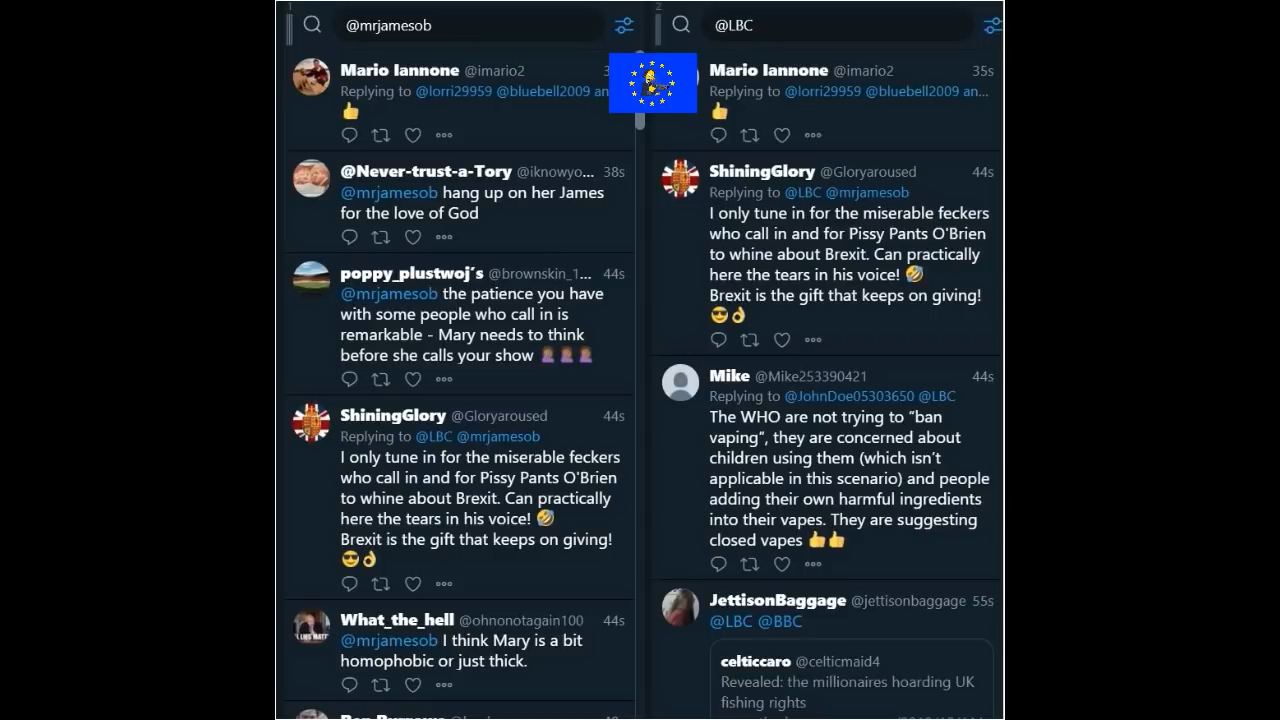 1
@mrjamesob
Mario Iannone @imario2
Replying to @lorri29959 @bluebell2009 an
👍
@Never-trust-a-Tory @iknowyo... 38s
@mrjamesob hang up on her James
for the love of God
poppy_plustwoj's @brownskin_1... 44s
@mrjamesob the patience you have
with some people who call in is
remarkable - Mary needs to think
before she calls your show 🤦🏽‍♀️🤦🏽‍♀️🤦🏽‍♀️
ShiningGlory @Gloryaroused 44s
Replying to @LBC @mrjamesob
I only tune in for the miserable feckers
who call in and for Pissy Pants O'Brien
to whine about Brexit. Can practically
here the tears in his voice! 🤣
Brexit is the gift that keeps on giving!
😎👌
What_the_hell @ohnonotagain100 44s
@mrjamesob I think Mary is a bit
homophobic or just thick.
2
@LBC
Mario Iannone @imario2 35s
Replying to @lorri29959 @bluebell2009 an...
👍
ShiningGlory @Gloryaroused 44s
Replying to @LBC @mrjamesob
I only tune in for the miserable feckers
who call in and for Pissy Pants O'Brien
to whine about Brexit. Can practically
here the tears in his voice! 🤣
Brexit is the gift that keeps on giving!
😎👌
Mike @Mike253390421 44s
Replying to @JohnDoe05303650 @LBC
The WHO are not trying to "ban
vaping", they are concerned about
children using them (which isn't
applicable in this scenario) and people
adding their own harmful ingredients
into their vapes. They are suggesting
closed vapes 👍👍
JettisonBaggage @jettisonbaggage 55s
@LBC @BBC
celticcaro @celticmaid4
Revealed: the millionaires hoarding UK
fishing rights